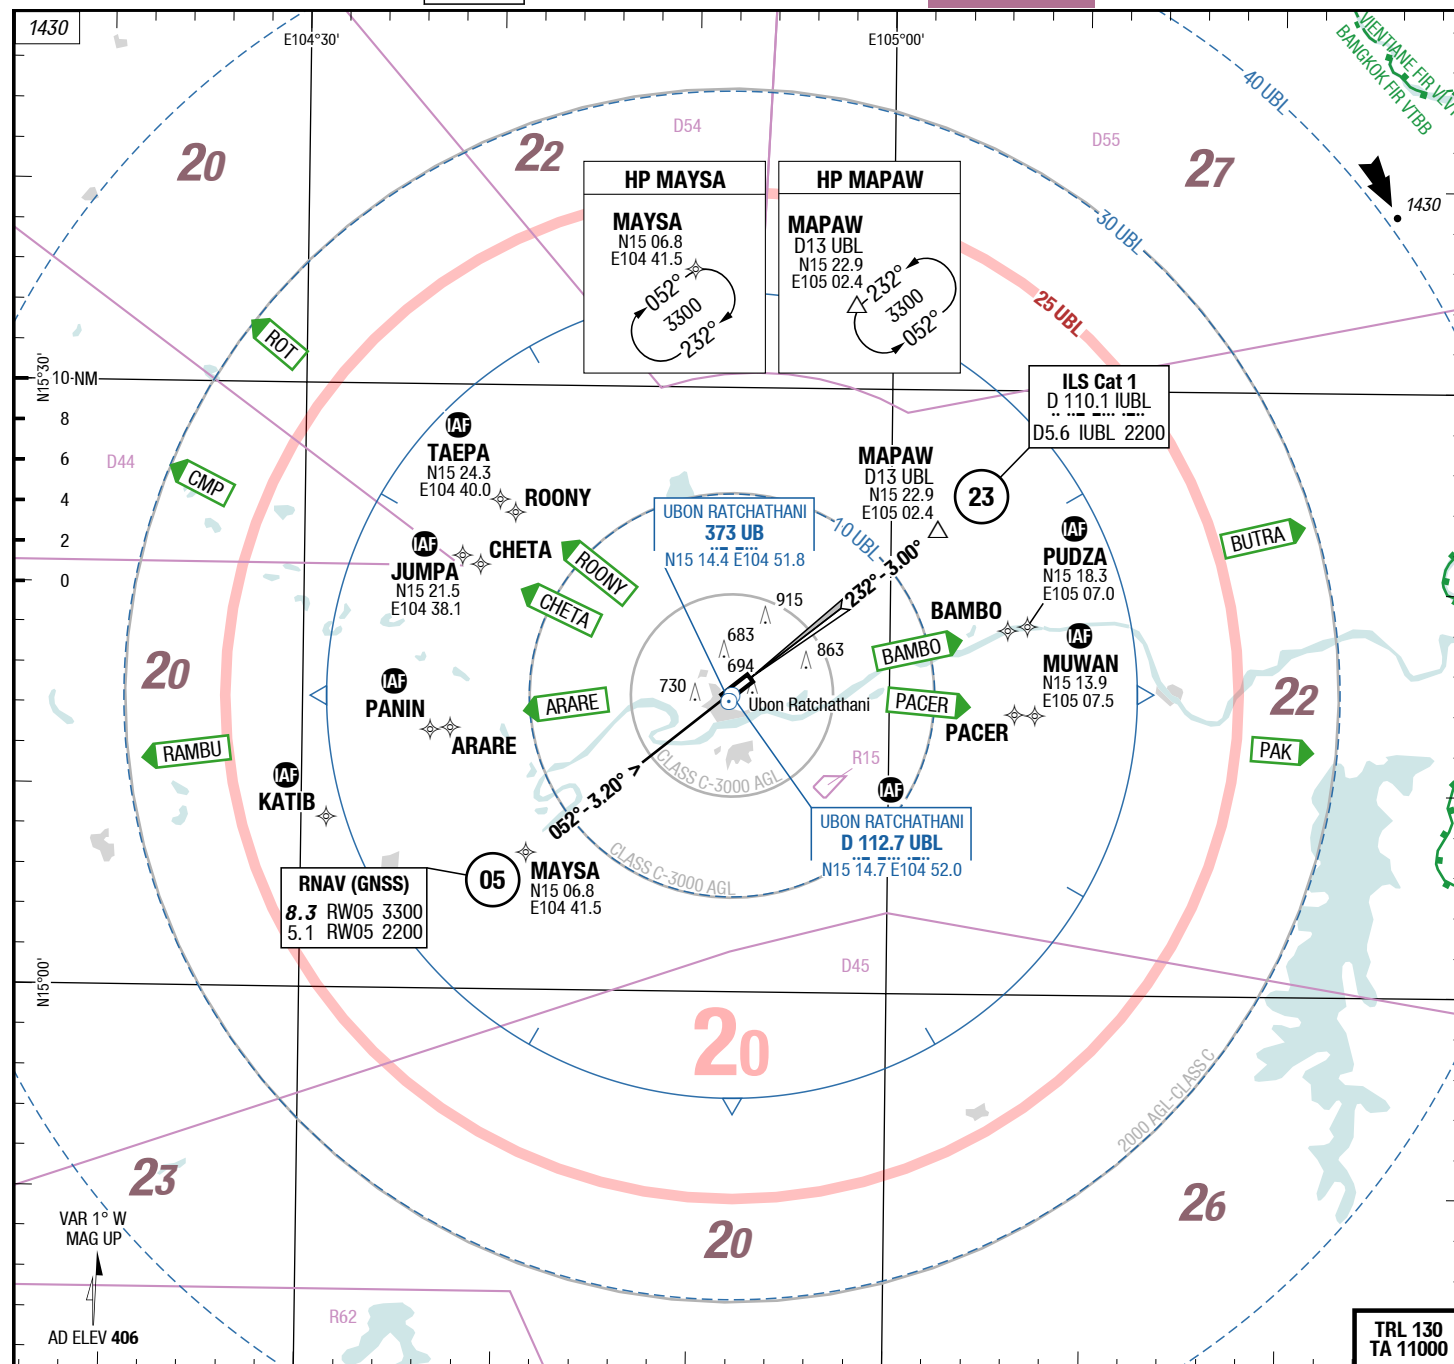 1430
E104°30'
E105°00'
VIENTIANE FIR VLVT
BANGKOK FIR VTBB
40 UBL
D54
D55
20
22
27
1430
HP MAYSA
MAYSA
N15 06.8
E104 41.5
052°
3300
232°
HP MAPAW
MAPAW
D13 UBL
N15 22.9
E105 02.4
232°
3300
052°
30 UBL
25 UBL
ROT
N15°30'
10-NM
8
6
4
2
0
ILS Cat 1
D 110.1 IUBL
D5.6 IUBL 2200
D44
CMP
IAF
TAEPA
N15 24.3
E104 40.0
ROONY
MAPAW
D13 UBL
N15 22.9
E105 02.4
23
UBON RATCHATHANI
373 UB
N15 14.4 E104 51.8
10 UBL
232°-3.00°
IAF
JUMPA
N15 21.5
E104 38.1
CHETA
ROONY
CHETA
IAF
PUDZA
N15 18.3
E105 07.0
BUTRA
BAMBO
BAMBO
915
683
863
694
730
Ubon Ratchathani
IAF
MUWAN
N15 13.9
E105 07.5
20
22
IAF
PANIN
ARARE
ARARE
PACER
PACER
RAMBU
PAK
CLASS C-3000 AGL
R15
IAF
KATIB
052°-3.20° >
IAF
UBON RATCHATHANI
D 112.7 UBL
N15 14.7 E104 52.0
CLASS C-3000 AGL
05
MAYSA
N15 06.8
E104 41.5
RNAV (GNSS)
8.3 RW05 3300
5.1 RW05 2200
D45
N15°00'
20
2000 AGL-CLASS C
23
26
20
VAR 1° W
MAG UP
AD ELEV 406
R62
TRL 130
TA 11000